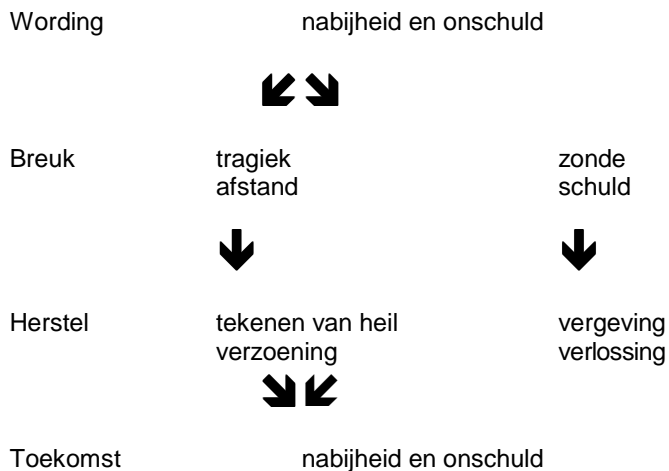 Wording nabijheid en onschuld
Breuk tragiek zonde
afstand schuld
Herstel tekenen van heil vergeving
verzoening verlossing
Toekomst nabijheid en onschuld